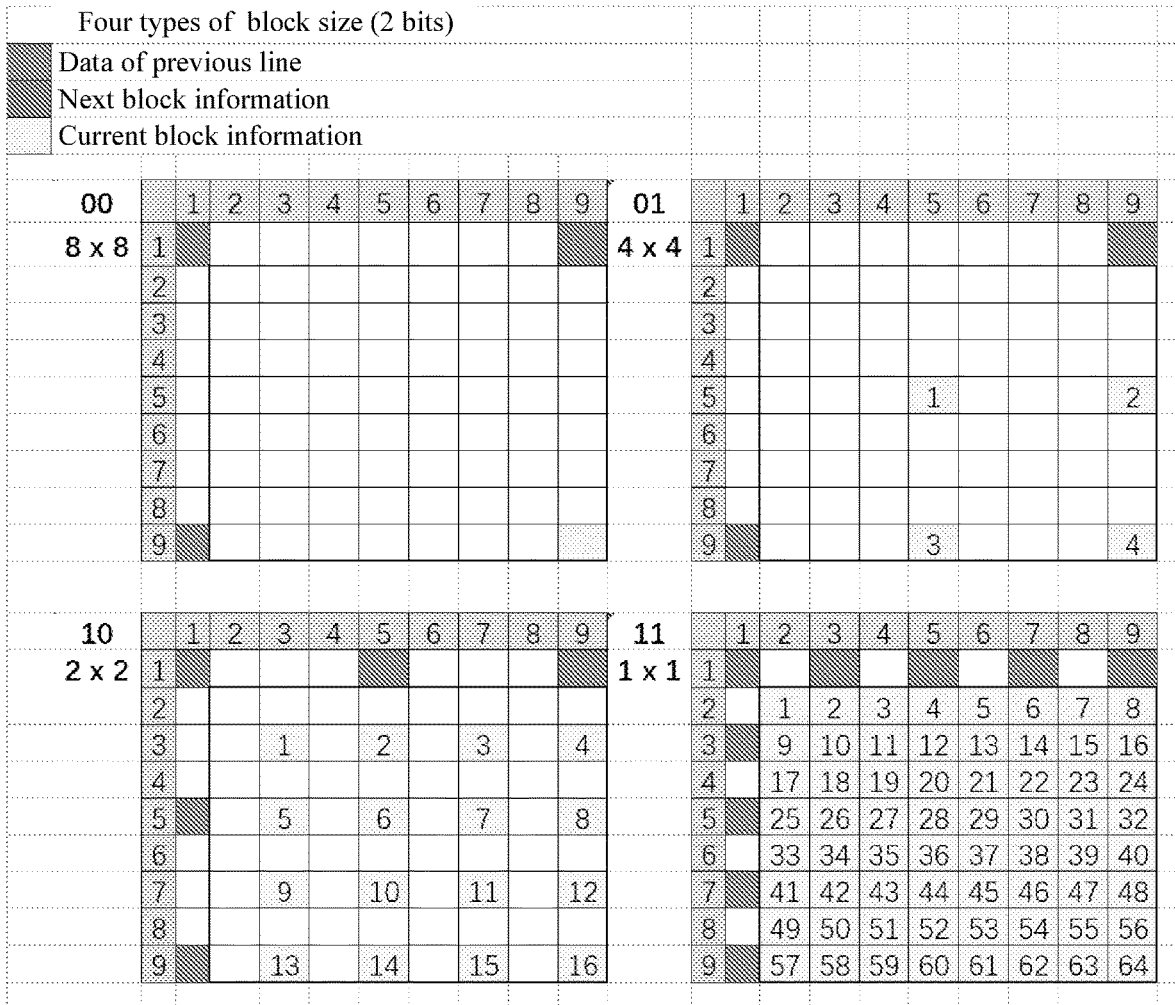 Four types of block size (2 bits)
Data of previous line
Next block information
Current block information
00 1 2 3 4 5 6 7 8 9 01 1 2 3 4 5 6 7 8 9
8 x 8 1 4 x 4 1
2 2
3 3
4 4
5 5 1 2
6 6
7 7
8 8
9 9 3 4
10 1 2 3 4 5 6 7 8 9 11 1 2 3 4 5 6 7 8 9
2 x 2 1 1 x 1 1
2 2 1 2 3 4 5 6 7 8
3 1 2 3 4 3 9 10 11 12 13 14 15 16
4 4 17 18 19 20 21 22 23 24
5 5 6 7 8 5 25 26 27 28 29 30 31 32
6 6 33 34 35 36 37 38 39 40
7 9 10 11 12 7 41 42 43 44 45 46 47 48
8 8 49 50 51 52 53 54 55 56
9 13 14 15 16 9 57 58 59 60 61 62 63 64